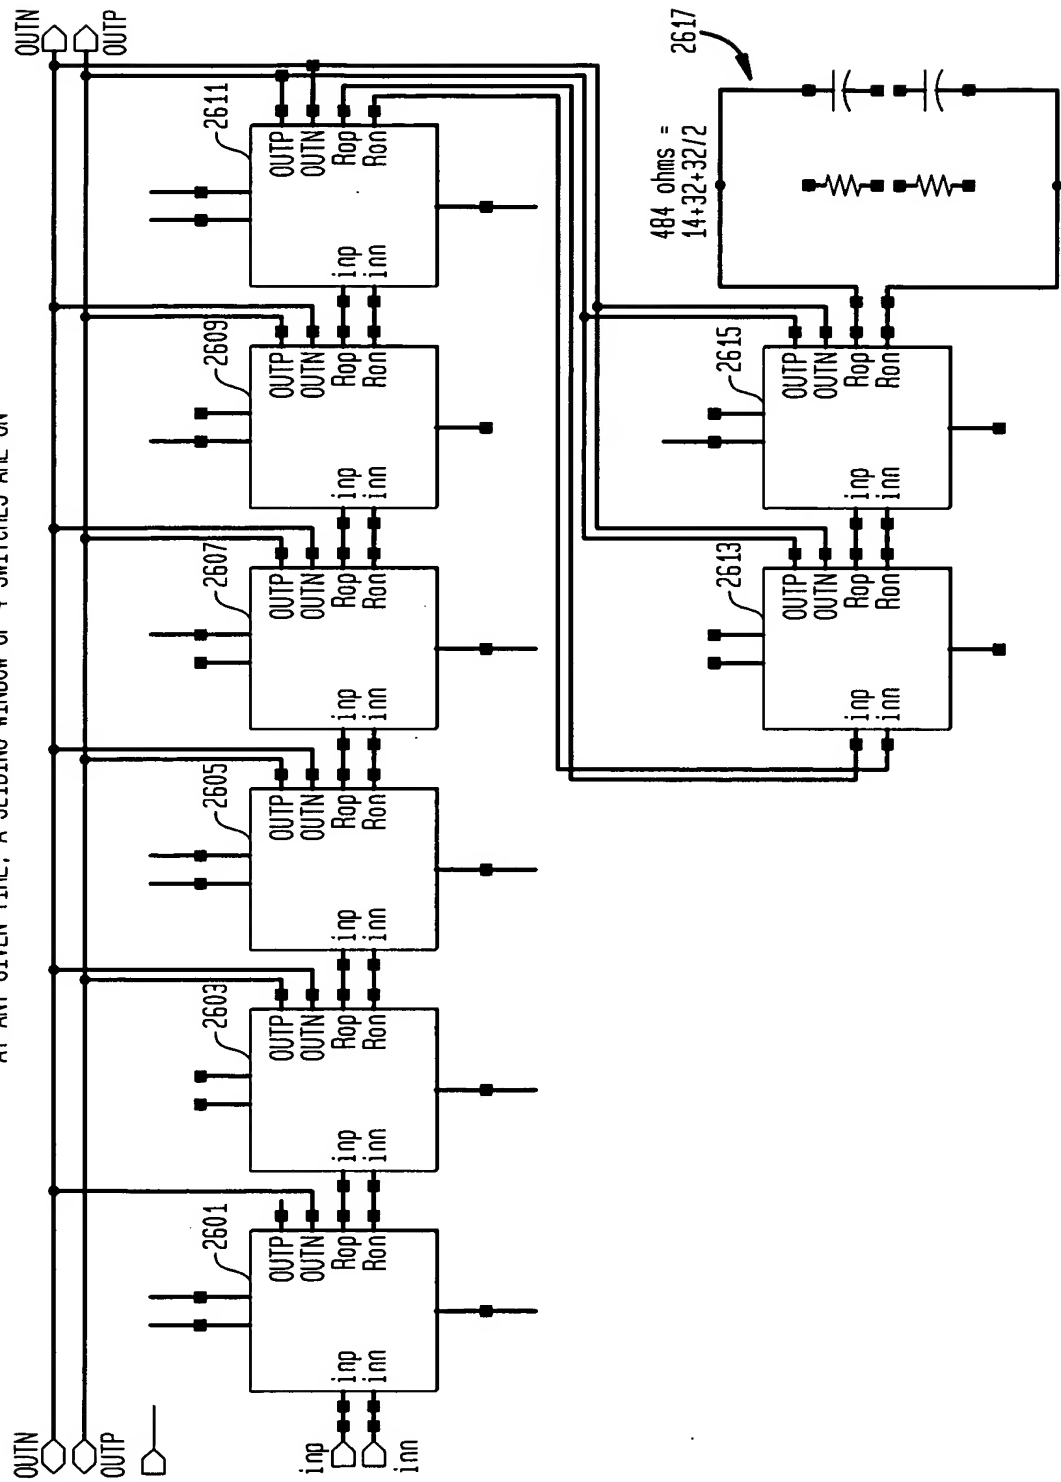 AT ANY GIVEN TIME, A SLIDING WINDOW OF 4 SWITCHES ARE ON
OUTN
OUTP
inp
inn
2601
OUTP
OUTN
Rop
Ron
inp
inn
2603
OUTP
OUTN
Rop
Ron
inp
inn
2605
OUTP
OUTN
Rop
Ron
inp
inn
2607
OUTP
OUTN
Rop
Ron
inp
inn
2609
OUTP
OUTN
Rop
Ron
inp
inn
2611
OUTP
OUTN
Rop
Ron
inp
inn
OUTN
OUTP
2613
OUTP
OUTN
Rop
Ron
inp
inn
2615
OUTP
OUTN
Rop
Ron
inp
inn
484 ohms =
14+32+32/2
2617